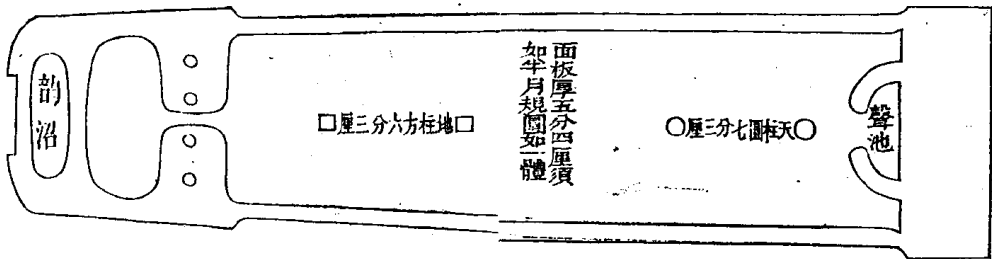 聲池
天柱圓七分三厘
面板厚五分四厘須
如半月規圓如一體
地柱方六分三厘
韵沼